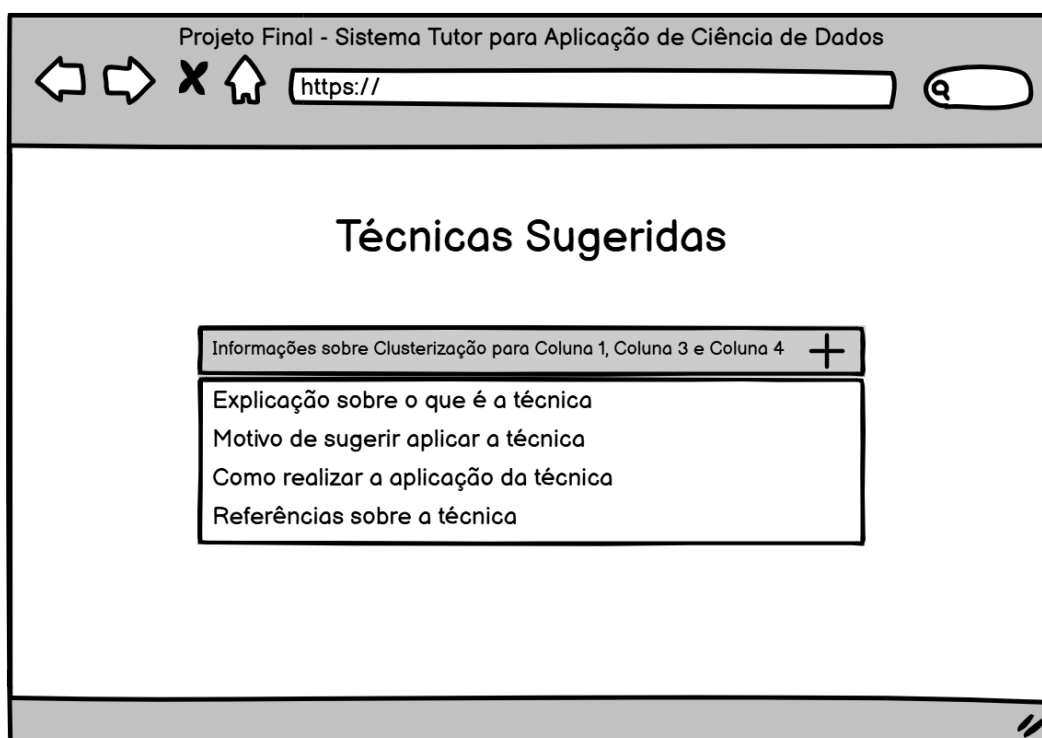 Projeto Final - Sistema Tutor para Aplicação de Ciência de Dados
https://
Técnicas Sugeridas
Informações sobre Clusterização para Coluna 1, Coluna 3 e Coluna 4
Explicação sobre o que é a técnica
Motivo de sugerir aplicar a técnica
Como realizar a aplicação da técnica
Referências sobre a técnica